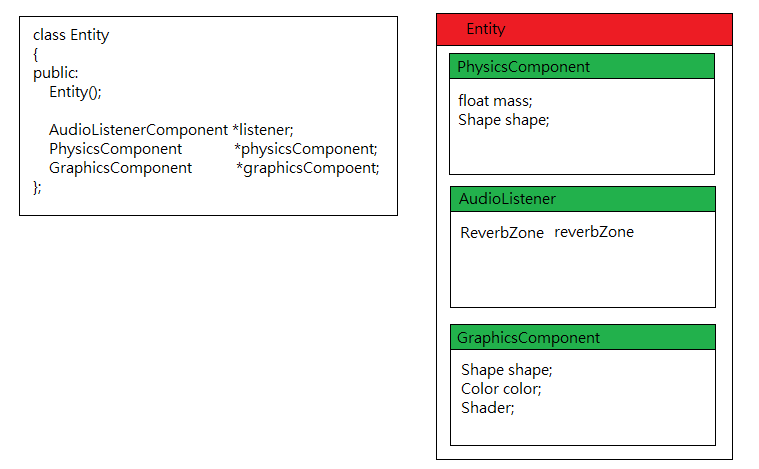 class Entity
{
public:
Entity();
AudioListenerComponent *listener;
PhysicsComponent *physicsComponent;
GraphicsComponent *graphicsCompoent;
};
Entity
PhysicsComponent
float mass;
Shape shape;
AudioListener
ReverbZone reverbZone
GraphicsComponent
Shape shape;
Color color;
Shader;